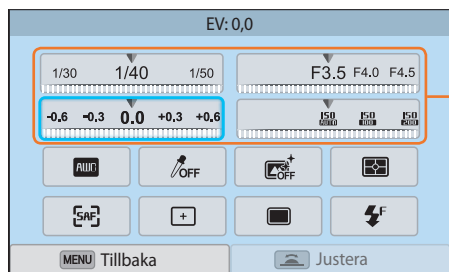 EV: 0,0
1/30 1/40 1/50 F3.5 F4.0 F4.5
-0.6 -0.3 0.0 +0.3 +0.6 ISO AUTO ISO 100 ISO 200
AWG OFF OFF
SAF F
MENU Tillbaka Justera